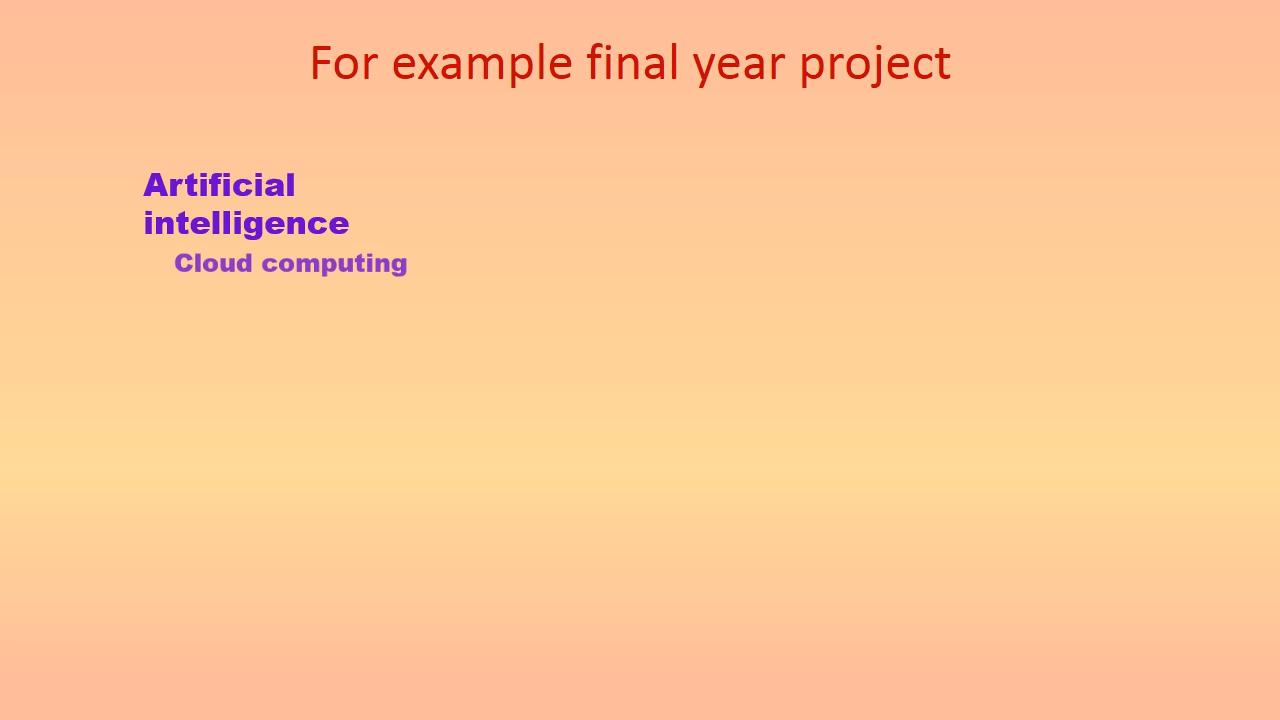 For example final year project
Artificial
intelligence
Cloud computing